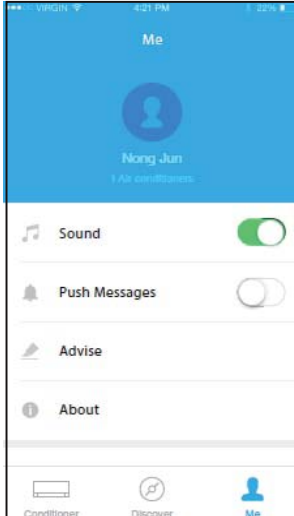 VIRGIN 4:21 PM 22%
Me
Nong Jun
1 Air conditioners
Sound
Push Messages
Advise
About
Conditioner Discover Me